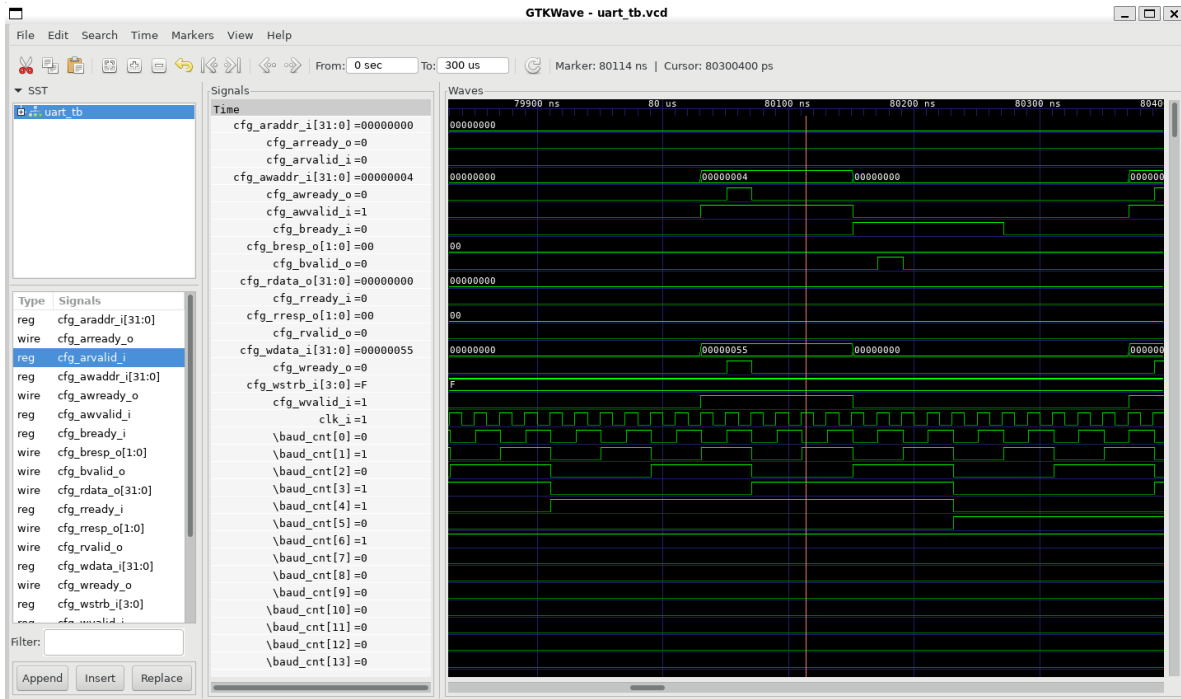 GTKWave - uart_tb.vcd
File Edit Search Time Markers View Help
From: 0 sec To: 300 us Marker: 80114 ns | Cursor: 80300400 ps
SST
uart_tb
Type Signals
reg cfg_araddr_i[31:0]
wire cfg_arready_o
reg cfg_arvalid_i
reg cfg_awaddr_i[31:0]
wire cfg_awready_o
reg cfg_awvalid_i
reg cfg_bready_i
wire cfg_bresp_o[1:0]
wire cfg_bvalid_o
wire cfg_rdata_o[31:0]
reg cfg_rready_i
wire cfg_rresp_o[1:0]
wire cfg_rvalid_o
reg cfg_wdata_i[31:0]
wire cfg_wready_o
reg cfg_wstrb_i[3:0]
Filter:
Append Insert Replace
Signals
Time
cfg_araddr_i[31:0] =00000000
cfg_arready_o =0
cfg_arvalid_i =0
cfg_awaddr_i[31:0] =00000004
cfg_awready_o =0
cfg_awvalid_i =1
cfg_bready_i =0
cfg_bresp_o[1:0] =00
cfg_bvalid_o =0
cfg_rdata_o[31:0] =00000000
cfg_rready_i =0
cfg_rresp_o[1:0] =00
cfg_rvalid_o =0
cfg_wdata_i[31:0] =00000055
cfg_wready_o =0
cfg_wstrb_i[3:0] =F
cfg_wvalid_i =1
clk_i =1
\baud_cnt[0] =0
\baud_cnt[1] =1
\baud_cnt[2] =0
\baud_cnt[3] =1
\baud_cnt[4] =1
\baud_cnt[5] =0
\baud_cnt[6] =1
\baud_cnt[7] =0
\baud_cnt[8] =0
\baud_cnt[9] =0
\baud_cnt[10] =0
\baud_cnt[11] =0
\baud_cnt[12] =0
\baud_cnt[13] =0
Waves
79900 ns 80 us 80100 ns 80200 ns 80300 ns 80400
00000000
00000000 00000004 00000000 000000
00
00000000
00
00000000 00000055 00000000 000000
F